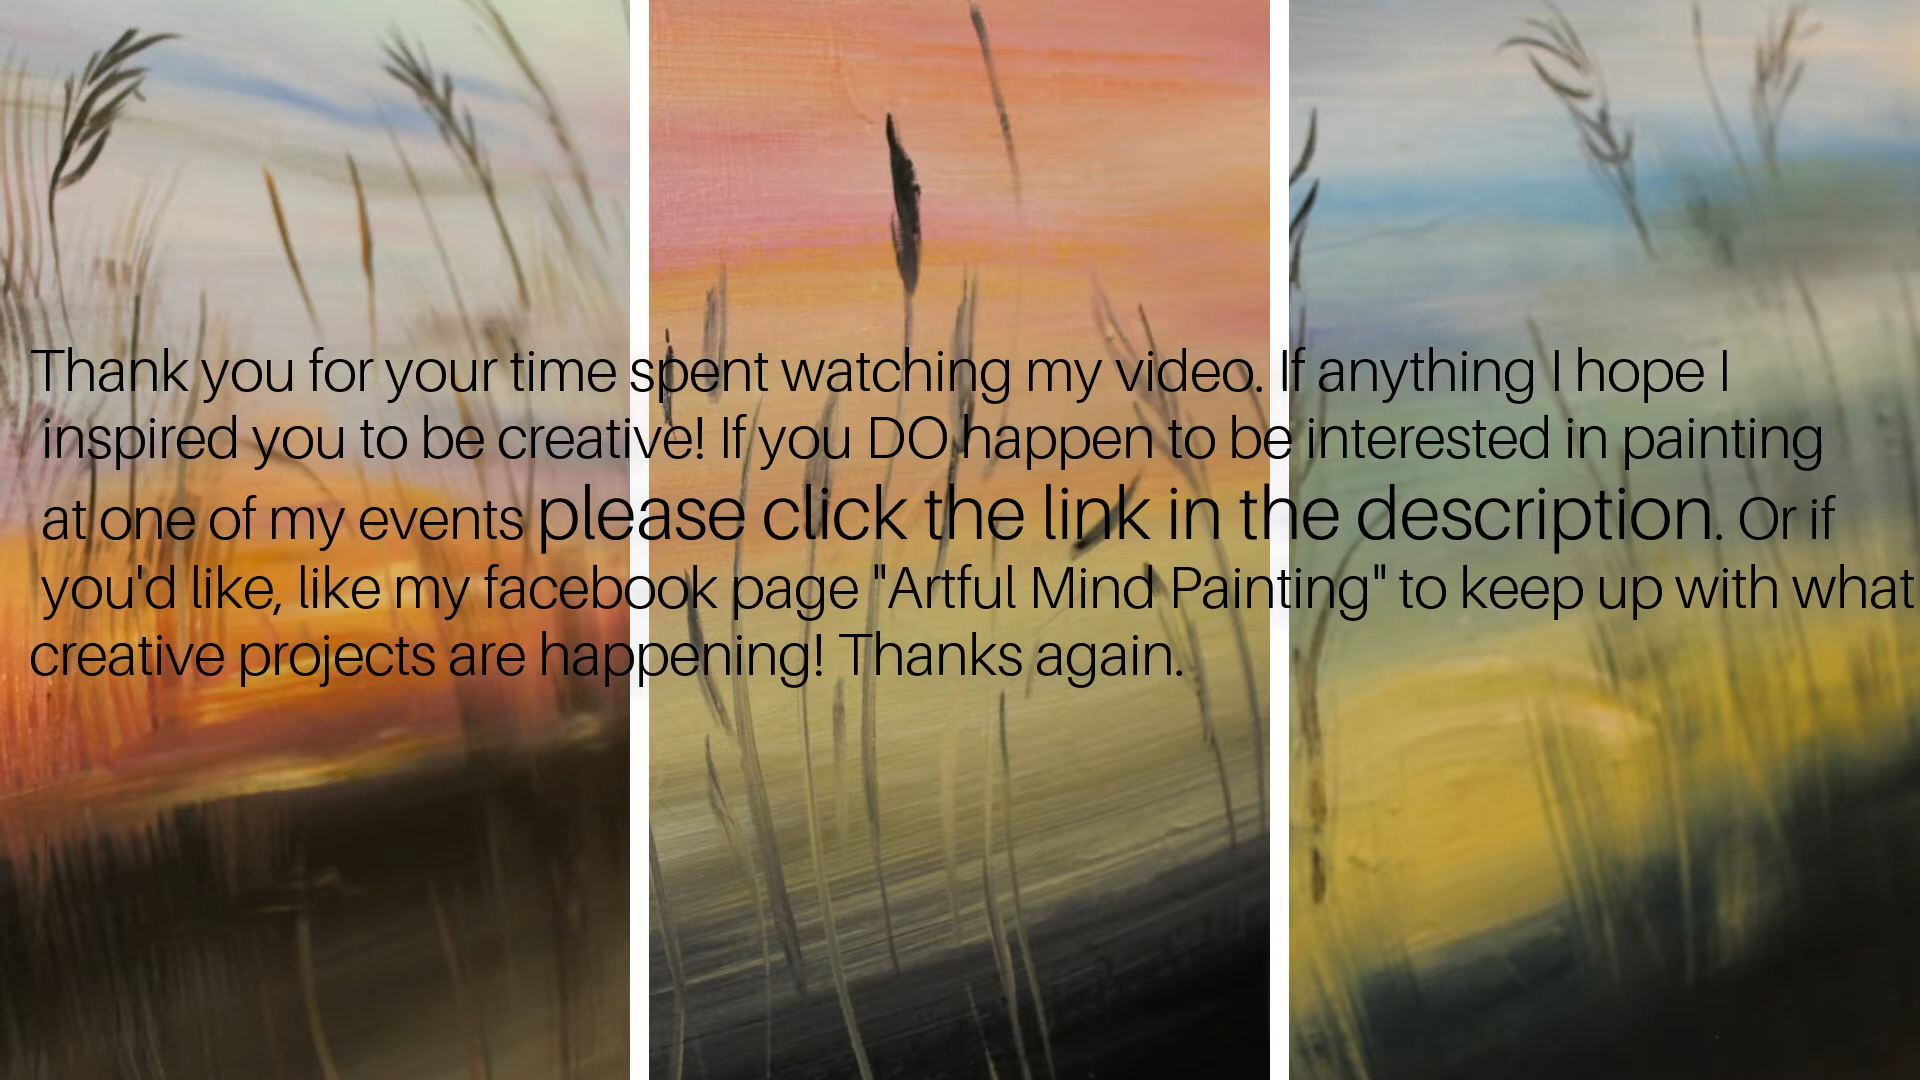 Thank you for your time spent watching my video. If anything I hope I
inspired you to be creative! If you DO happen to be interested in painting
at one of my events please click the link in the description. Or if
you'd like, like my facebook page "Artful Mind Painting" to keep up with what
creative projects are happening! Thanks again.